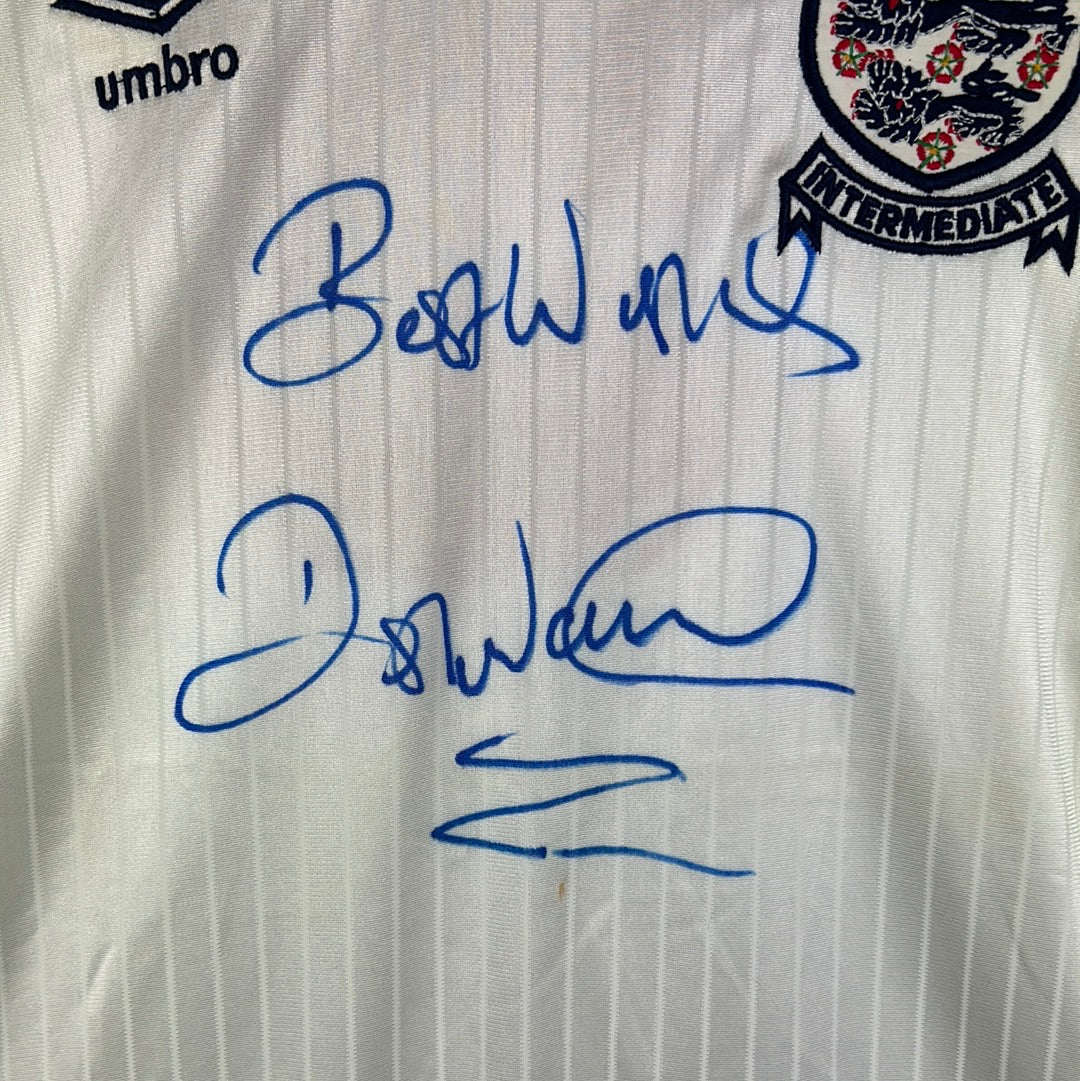 umbro
INTERMEDIATE
Best Wishes